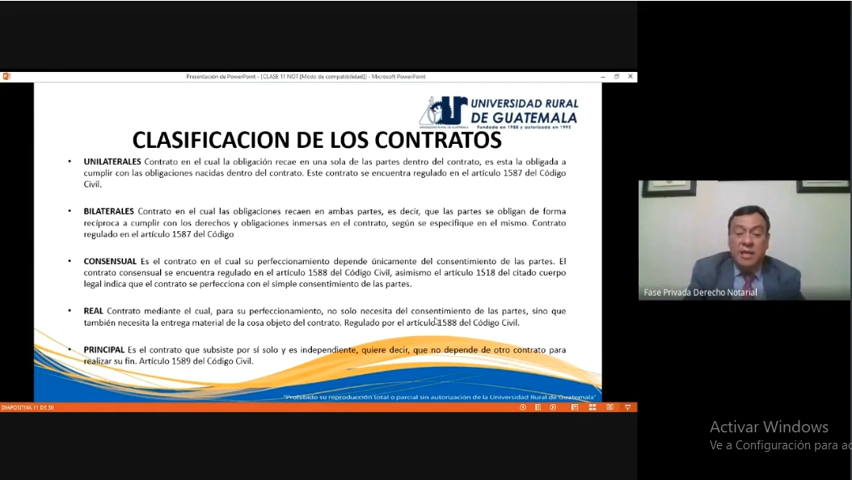 Presentación de PowerPoint - [CLASE 11 NOT [Modo de compatibilidad]] - Microsoft PowerPoint
UNIVERSIDAD RURAL
DE GUATEMALA
CLASIFICACION DE LOS CONTRATOS
• UNILATERALES Contrato en el cual la obligación recae en una sola de las partes dentro del contrato, es esta la obligada a
cumplir con las obligaciones nacidas dentro del contrato. Este contrato se encuentra regulado en el artículo 1587 del Código
Civil.
• BILATERALES Contrato en el cual las obligaciones recaen en ambas partes, es decir, que las partes se obligan de forma
recíproca a cumplir con los derechos y obligaciones inmersas en el contrato, según se especifique en el mismo. Contrato
regulado en el artículo 1587 del Código
• CONSENSUAL Es el contrato en el cual su perfeccionamiento depende únicamente del consentimiento de las partes. El
contrato consensual se encuentra regulado en el artículo 1588 del Código Civil, asimismo el artículo 1518 del citado cuerpo
legal indica que el contrato se perfecciona con el simple consentimiento de las partes.
• REAL Contrato mediante el cual, para su perfeccionamiento, no solo necesita del consentimiento de las partes, sino que
también necesita la entrega material de la cosa objeto del contrato. Regulado por el artículo 1588 del Código Civil.
• PRINCIPAL Es el contrato que subsiste por sí solo y es independiente, quiere decir, que no depende de otro contrato para
realizar su fin. Artículo 1589 del Código Civil.
"Prohibido su reproducción total o parcial sin autorización de la Universidad Rural de Guatemala"
Fase Privada Derecho Notarial
Activar Windows
Ve a Configuración para ac